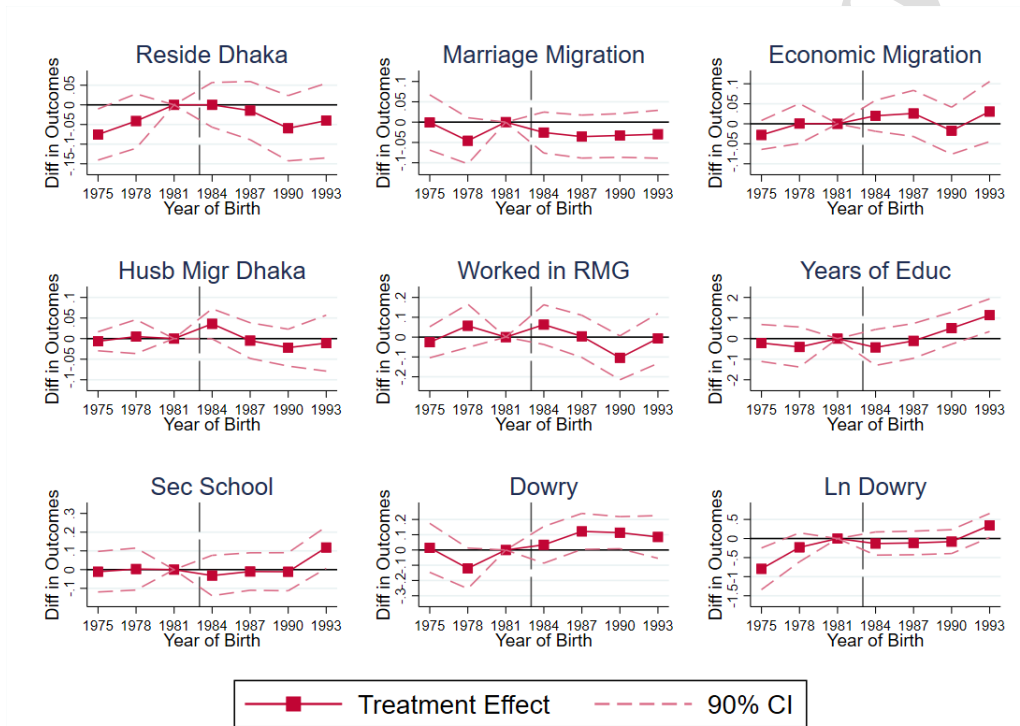 Reside Dhaka
Diff in Outcomes
-.15 -.1 -.05 0 .05
1975 1978 1981 1984 1987 1990 1993
Year of Birth
Marriage Migration
Diff in Outcomes
-.1 -.05 0 .05 .1
1975 1978 1981 1984 1987 1990 1993
Year of Birth
Economic Migration
Diff in Outcomes
-.1 -.05 0 .05 .1
1975 1978 1981 1984 1987 1990 1993
Year of Birth
Husb Migr Dhaka
Diff in Outcomes
-.1 -.05 0 .05 .1
1975 1978 1981 1984 1987 1990 1993
Year of Birth
Worked in RMG
Diff in Outcomes
-.2 -.1 0 .1 .2
1975 1978 1981 1984 1987 1990 1993
Year of Birth
Years of Educ
Diff in Outcomes
-2 -1 0 1 2
1975 1978 1981 1984 1987 1990 1993
Year of Birth
Sec School
Diff in Outcomes
-.1 0 .1 .2 .3
1975 1978 1981 1984 1987 1990 1993
Year of Birth
Dowry
Diff in Outcomes
-.3 -.2 -.1 0 .1 .2
1975 1978 1981 1984 1987 1990 1993
Year of Birth
Ln Dowry
Diff in Outcomes
-1.5 -1 -.5 0 .5
1975 1978 1981 1984 1987 1990 1993
Year of Birth
Treatment Effect
90% CI